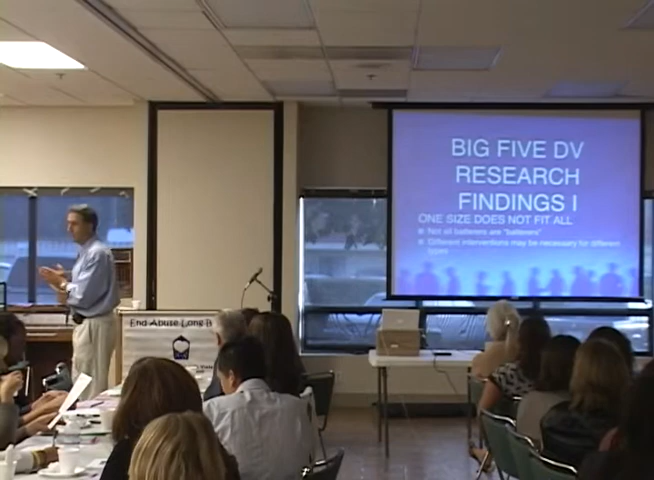 BIG FIVE DV
RESEARCH
FINDINGS I
ONE SIZE DOES NOT FIT ALL
Not all batterers are "batterers"
Different interventions may be necessary for different
types
End Abuse Long B